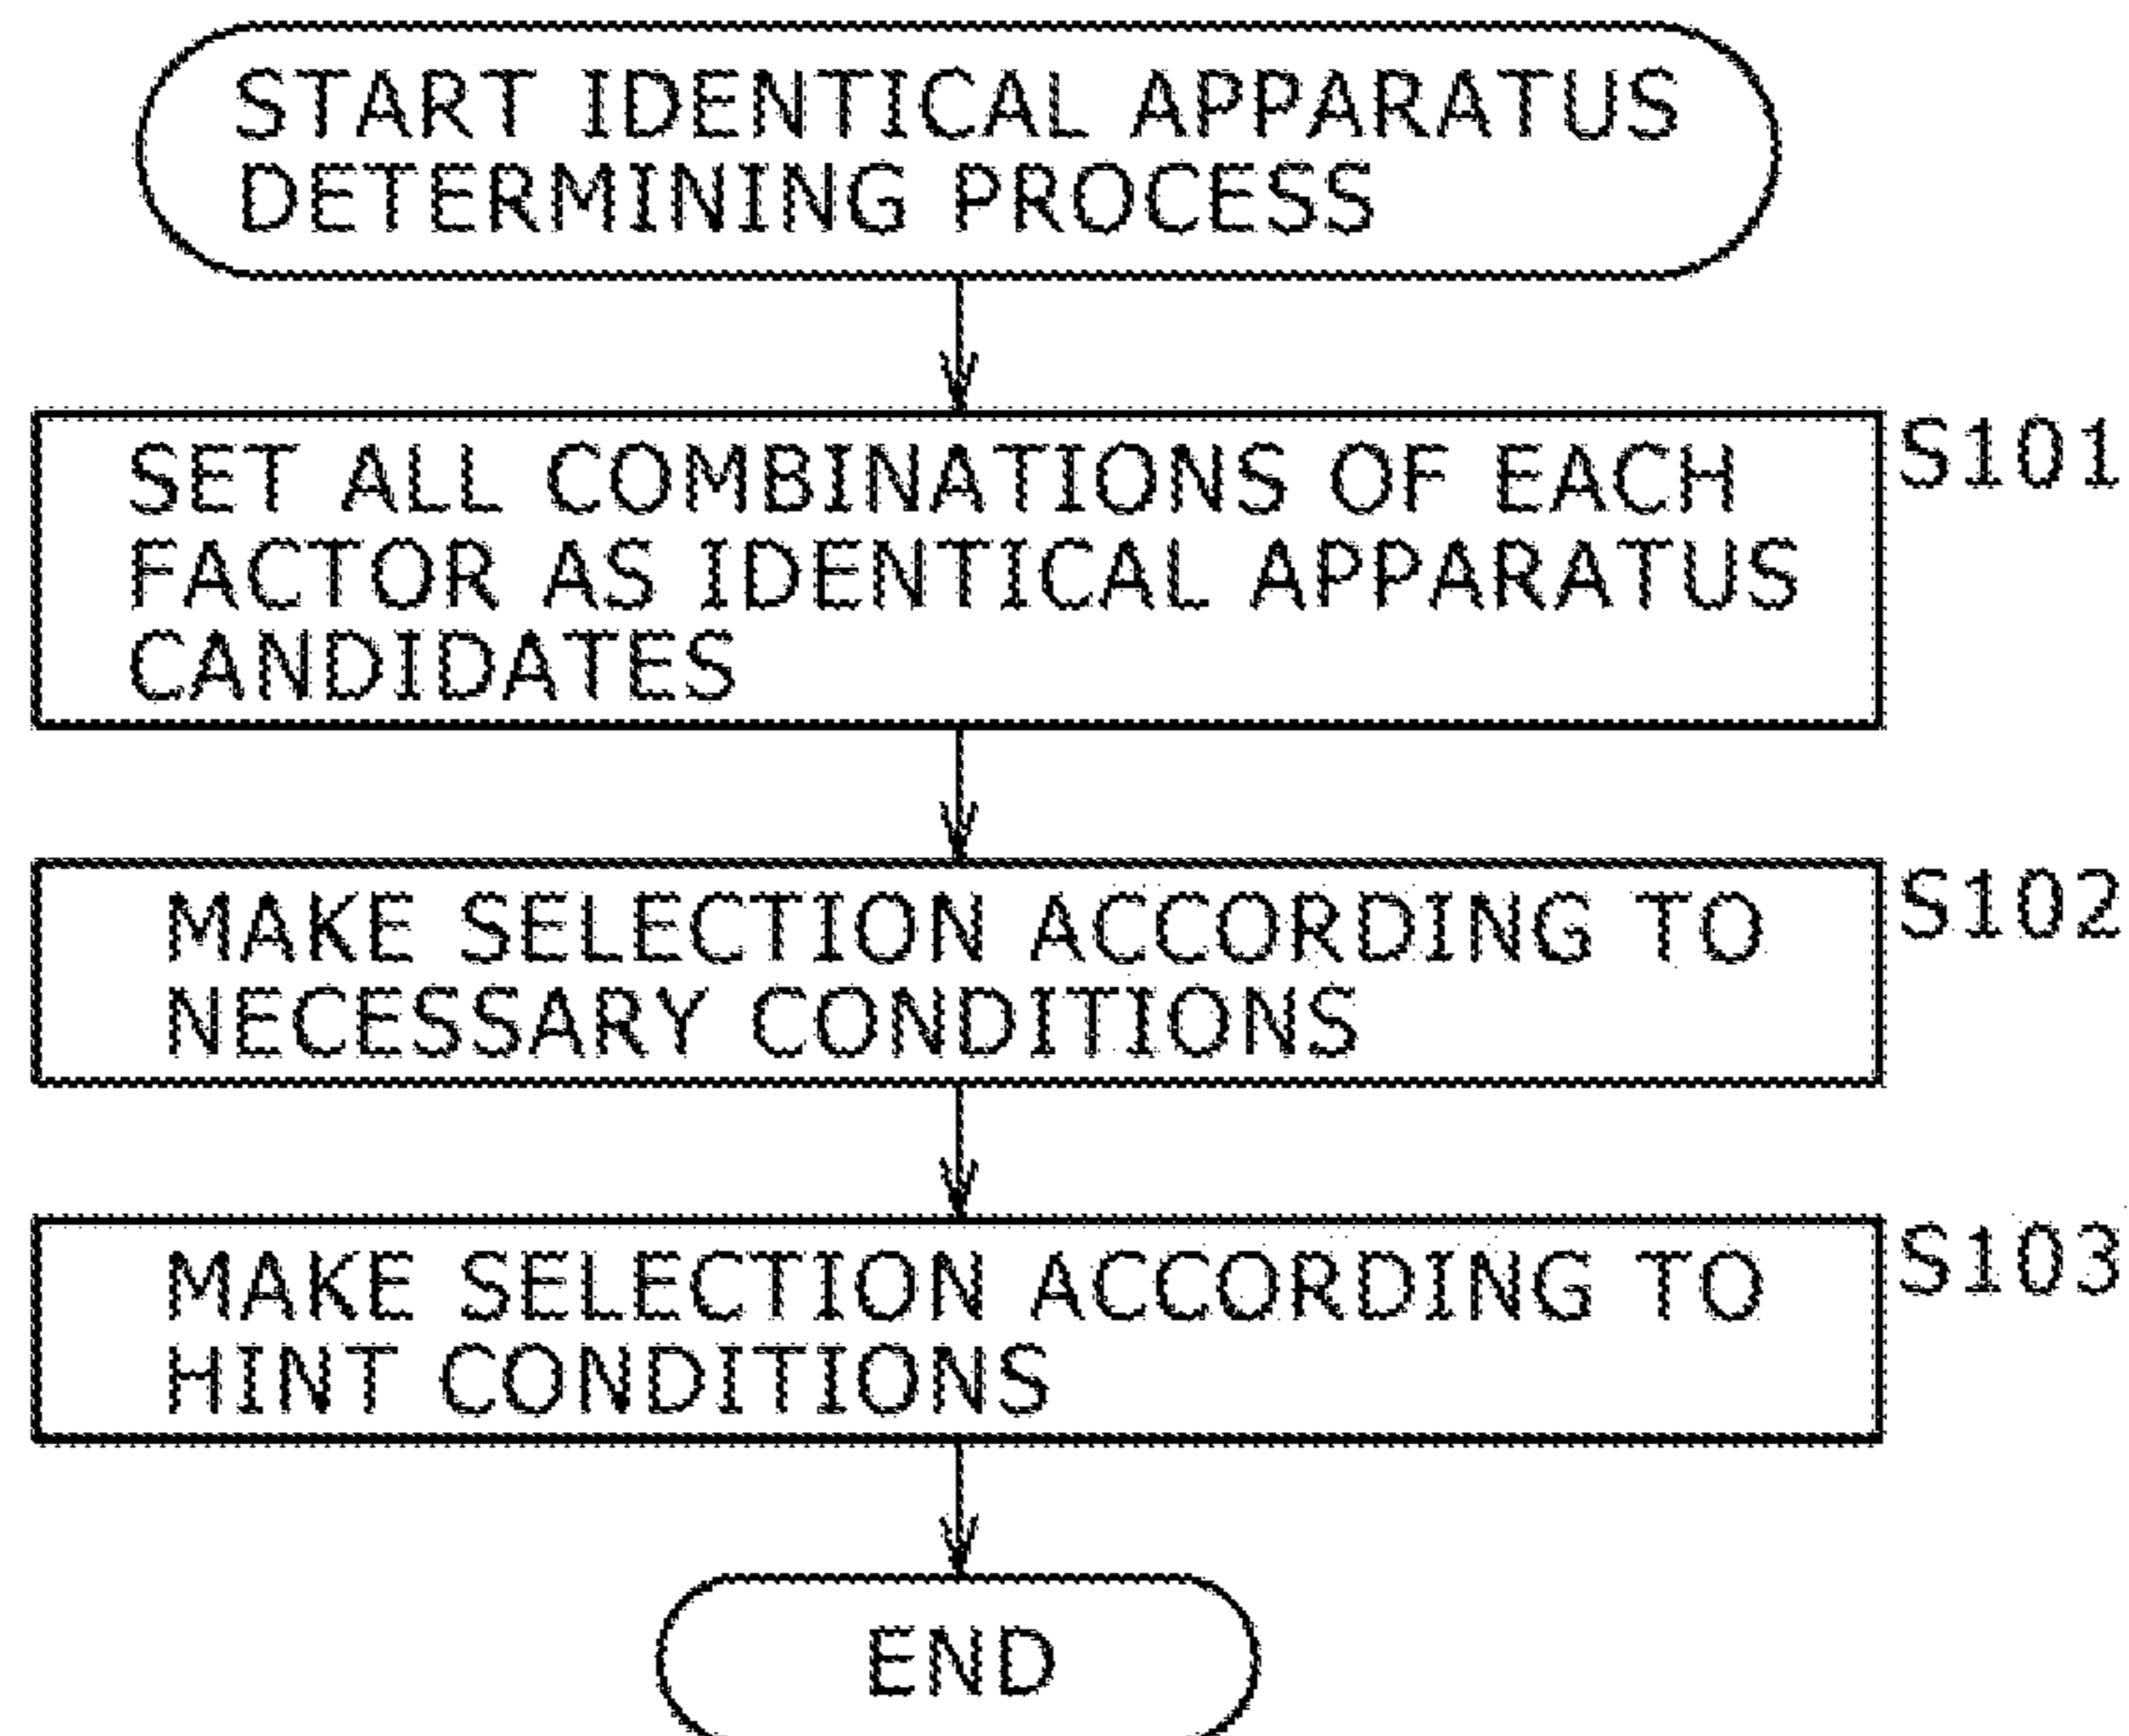 START IDENTICAL APPARATUS
DETERMINING PROCESS
SET ALL COMBINATIONS OF EACH
FACTOR AS IDENTICAL APPARATUS
CANDIDATES
S101
MAKE SELECTION ACCORDING TO
NECESSARY CONDITIONS
S102
MAKE SELECTION ACCORDING TO
HINT CONDITIONS
S103
END